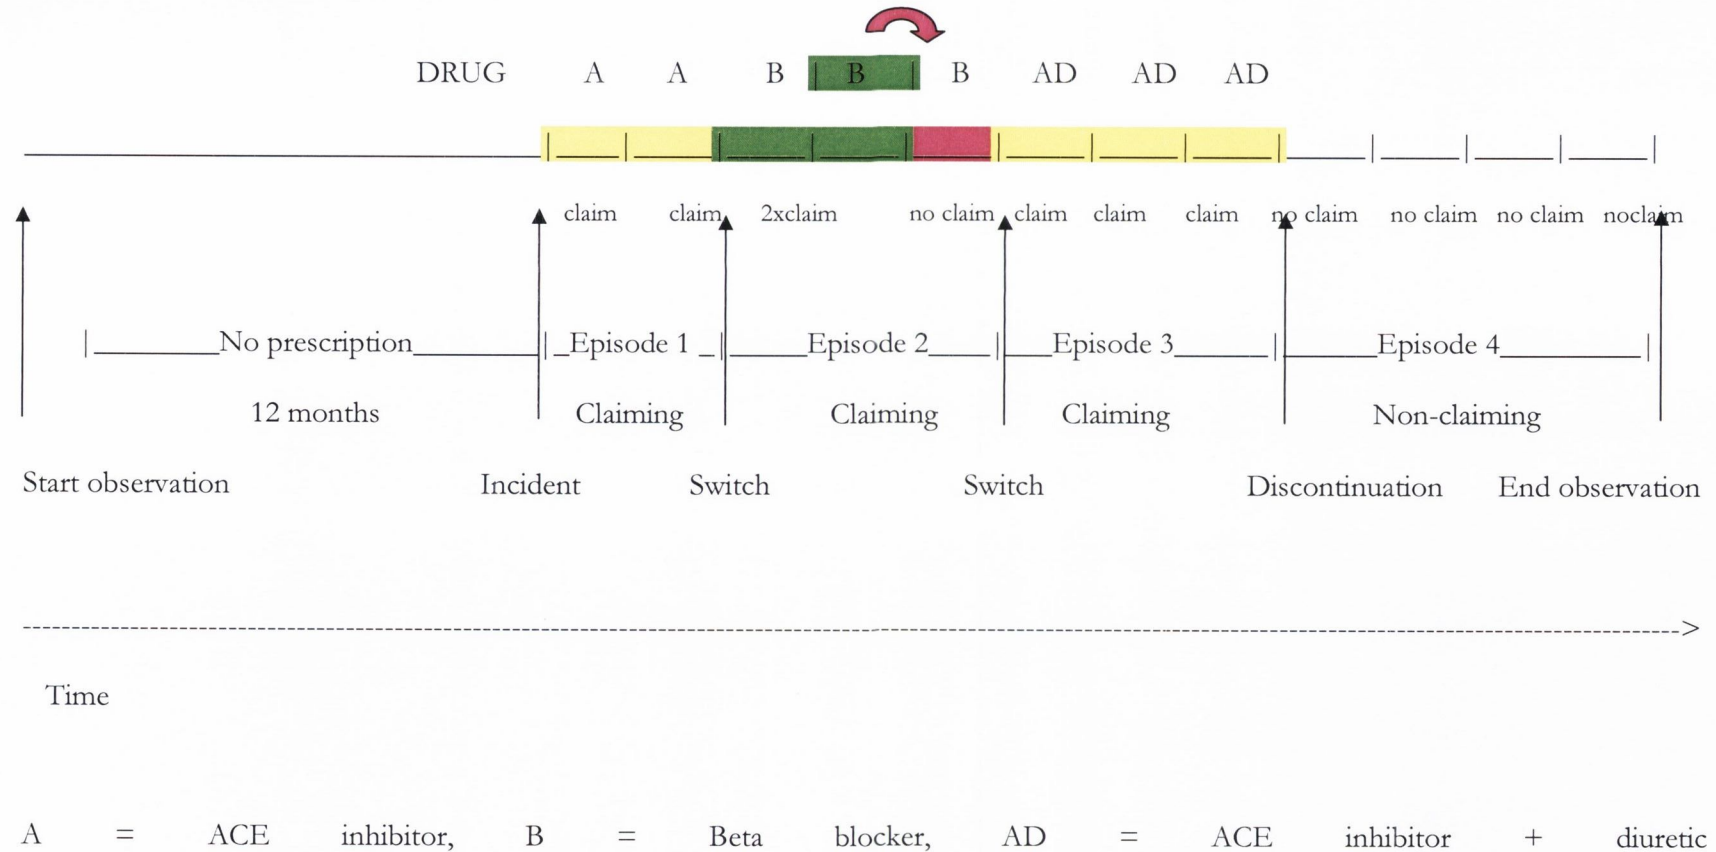 DRUG A A B B B AD AD AD
claim claim 2xclaim no claim claim claim claim no claim no claim no claim noclaim
No prescription Episode 1 Episode 2 Episode 3 Episode 4
12 months Claiming Claiming Claiming Non-claiming
Start observation Incident Switch Switch Discontinuation End observation
Time
A = ACE inhibitor, B = Beta blocker, AD = ACE inhibitor + diuretic